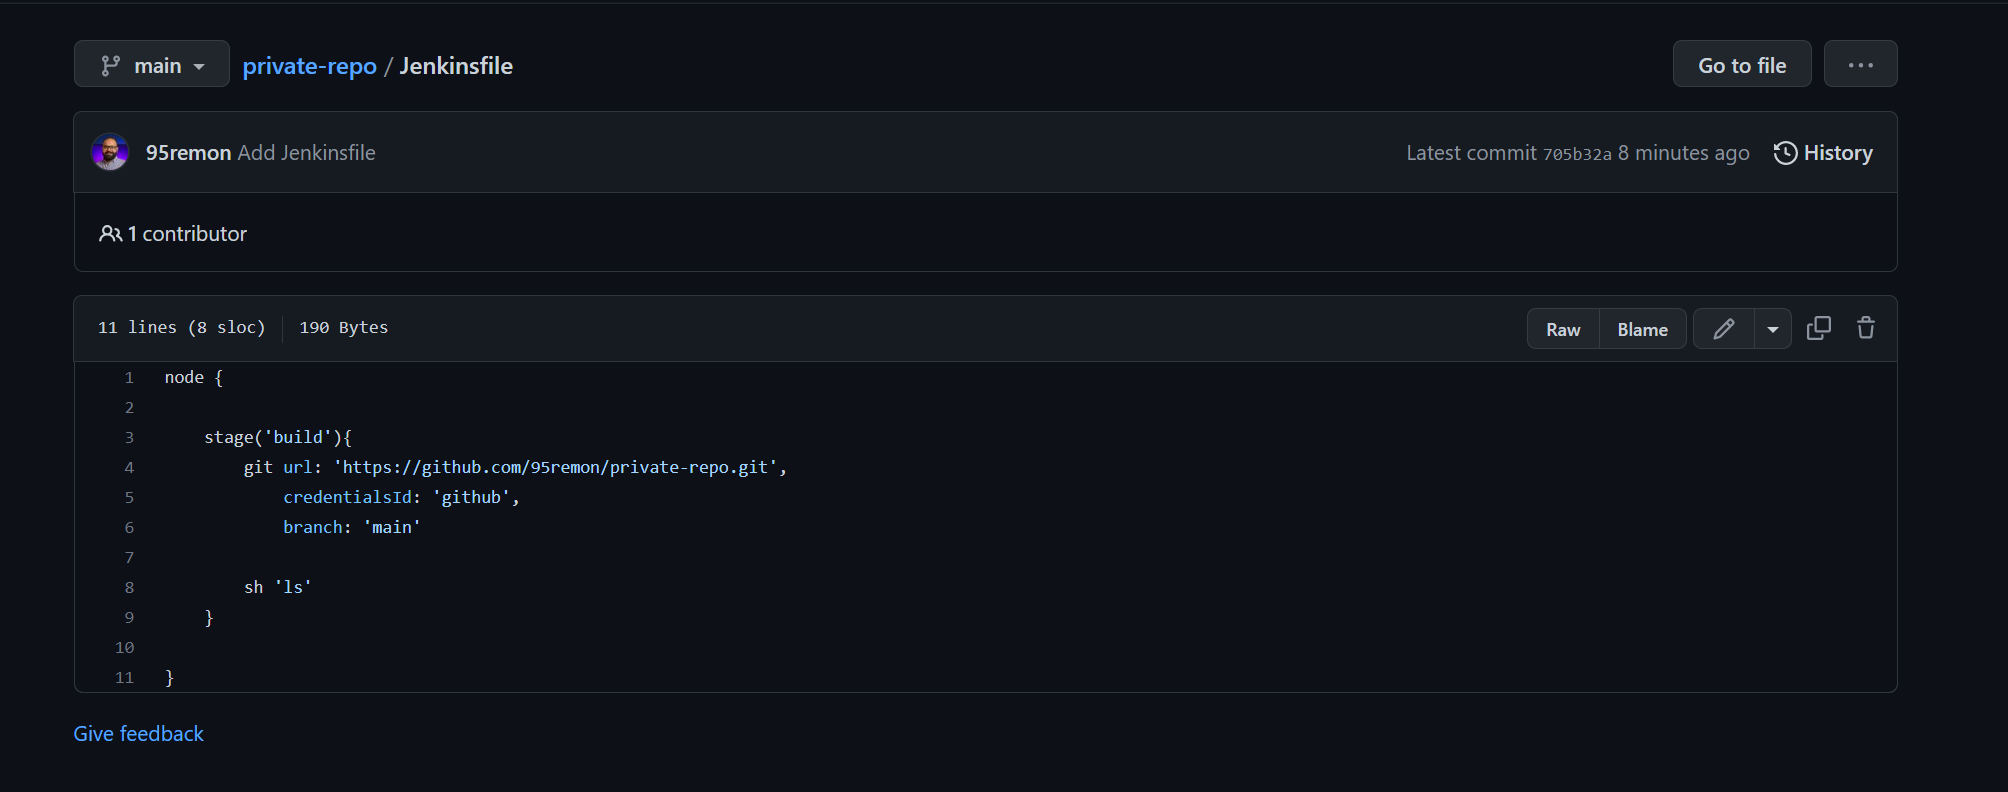 main
private-repo / Jenkinsfile
Go to file
95remon Add Jenkinsfile
Latest commit 705b32a 8 minutes ago
History
1 contributor
11 lines (8 sloc)
190 Bytes
Raw
Blame
1 node {
2
3     stage('build'){
4         git url: 'https://github.com/95remon/private-repo.git',
5             credentialsId: 'github',
6             branch: 'main'
7
8         sh 'ls'
9     }
10
11 }
Give feedback